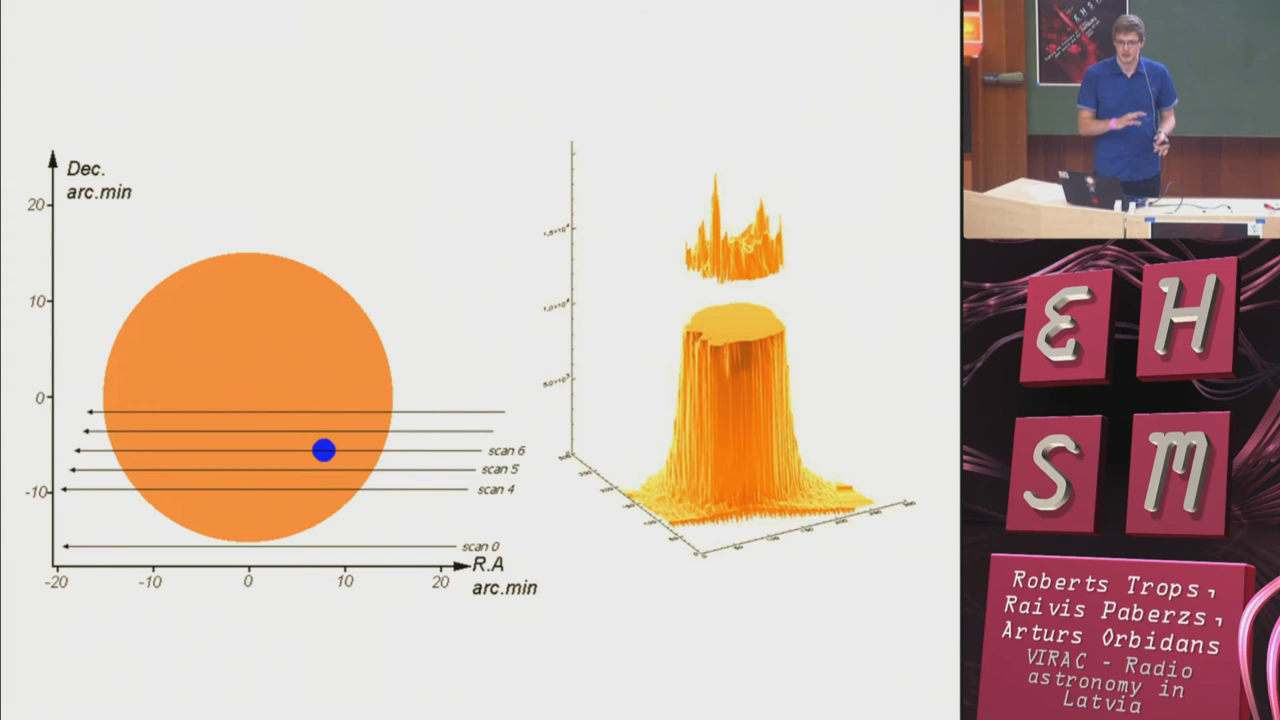 Dec.
arc.min
20
10
0
-10
scan 6
scan 5
scan 4
scan 0
-20
-10
0
10
20
R.A
arc.min
E H
S M
Roberts Trops,
Raivis Paberzs,
Arturs Orbidans
VIRAC - Radio
astronomy in
Latvia